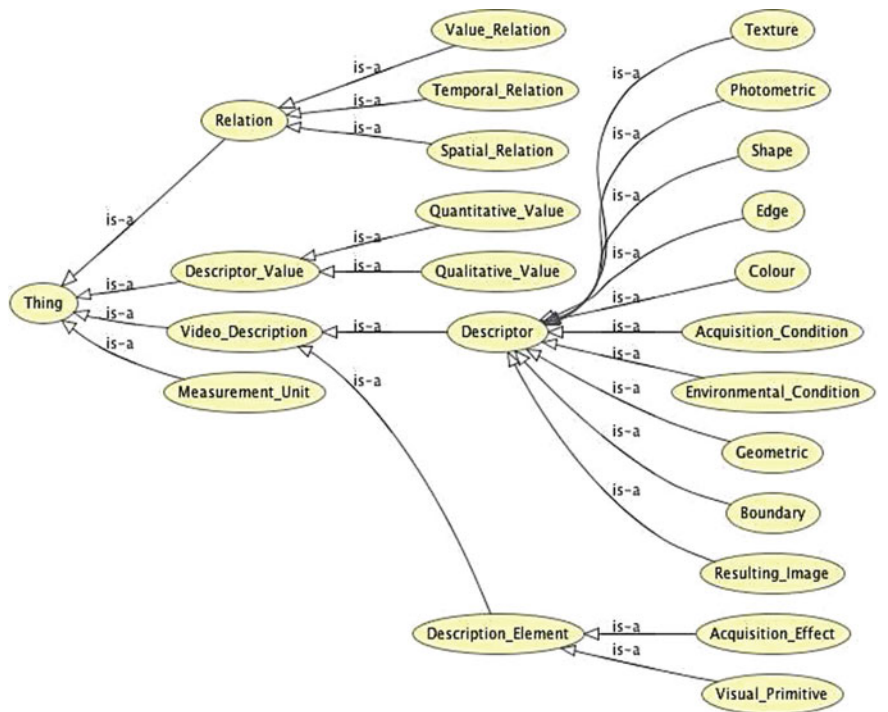 Value_Relation
Texture
is-a
is-a
Temporal_Relation
Photometric
is-a
Relation
is-a
is-a
Spatial_Relation
Shape
is-a
is-a
Quantitative_Value
Edge
is-a
is-a
is-a
Descriptor_Value
is-a
Qualitative_Value
is-a
Colour
is-a
Thing
is-a
Video_Description
is-a
Descriptor
is-a
Acquisition_Condition
is-a
is-a
is-a
Measurement_Unit
Environmental_Condition
is-a
is-a
Geometric
is-a
Boundary
Resulting_Image
Description_Element
is-a
Acquisition_Effect
is-a
Visual_Primitive